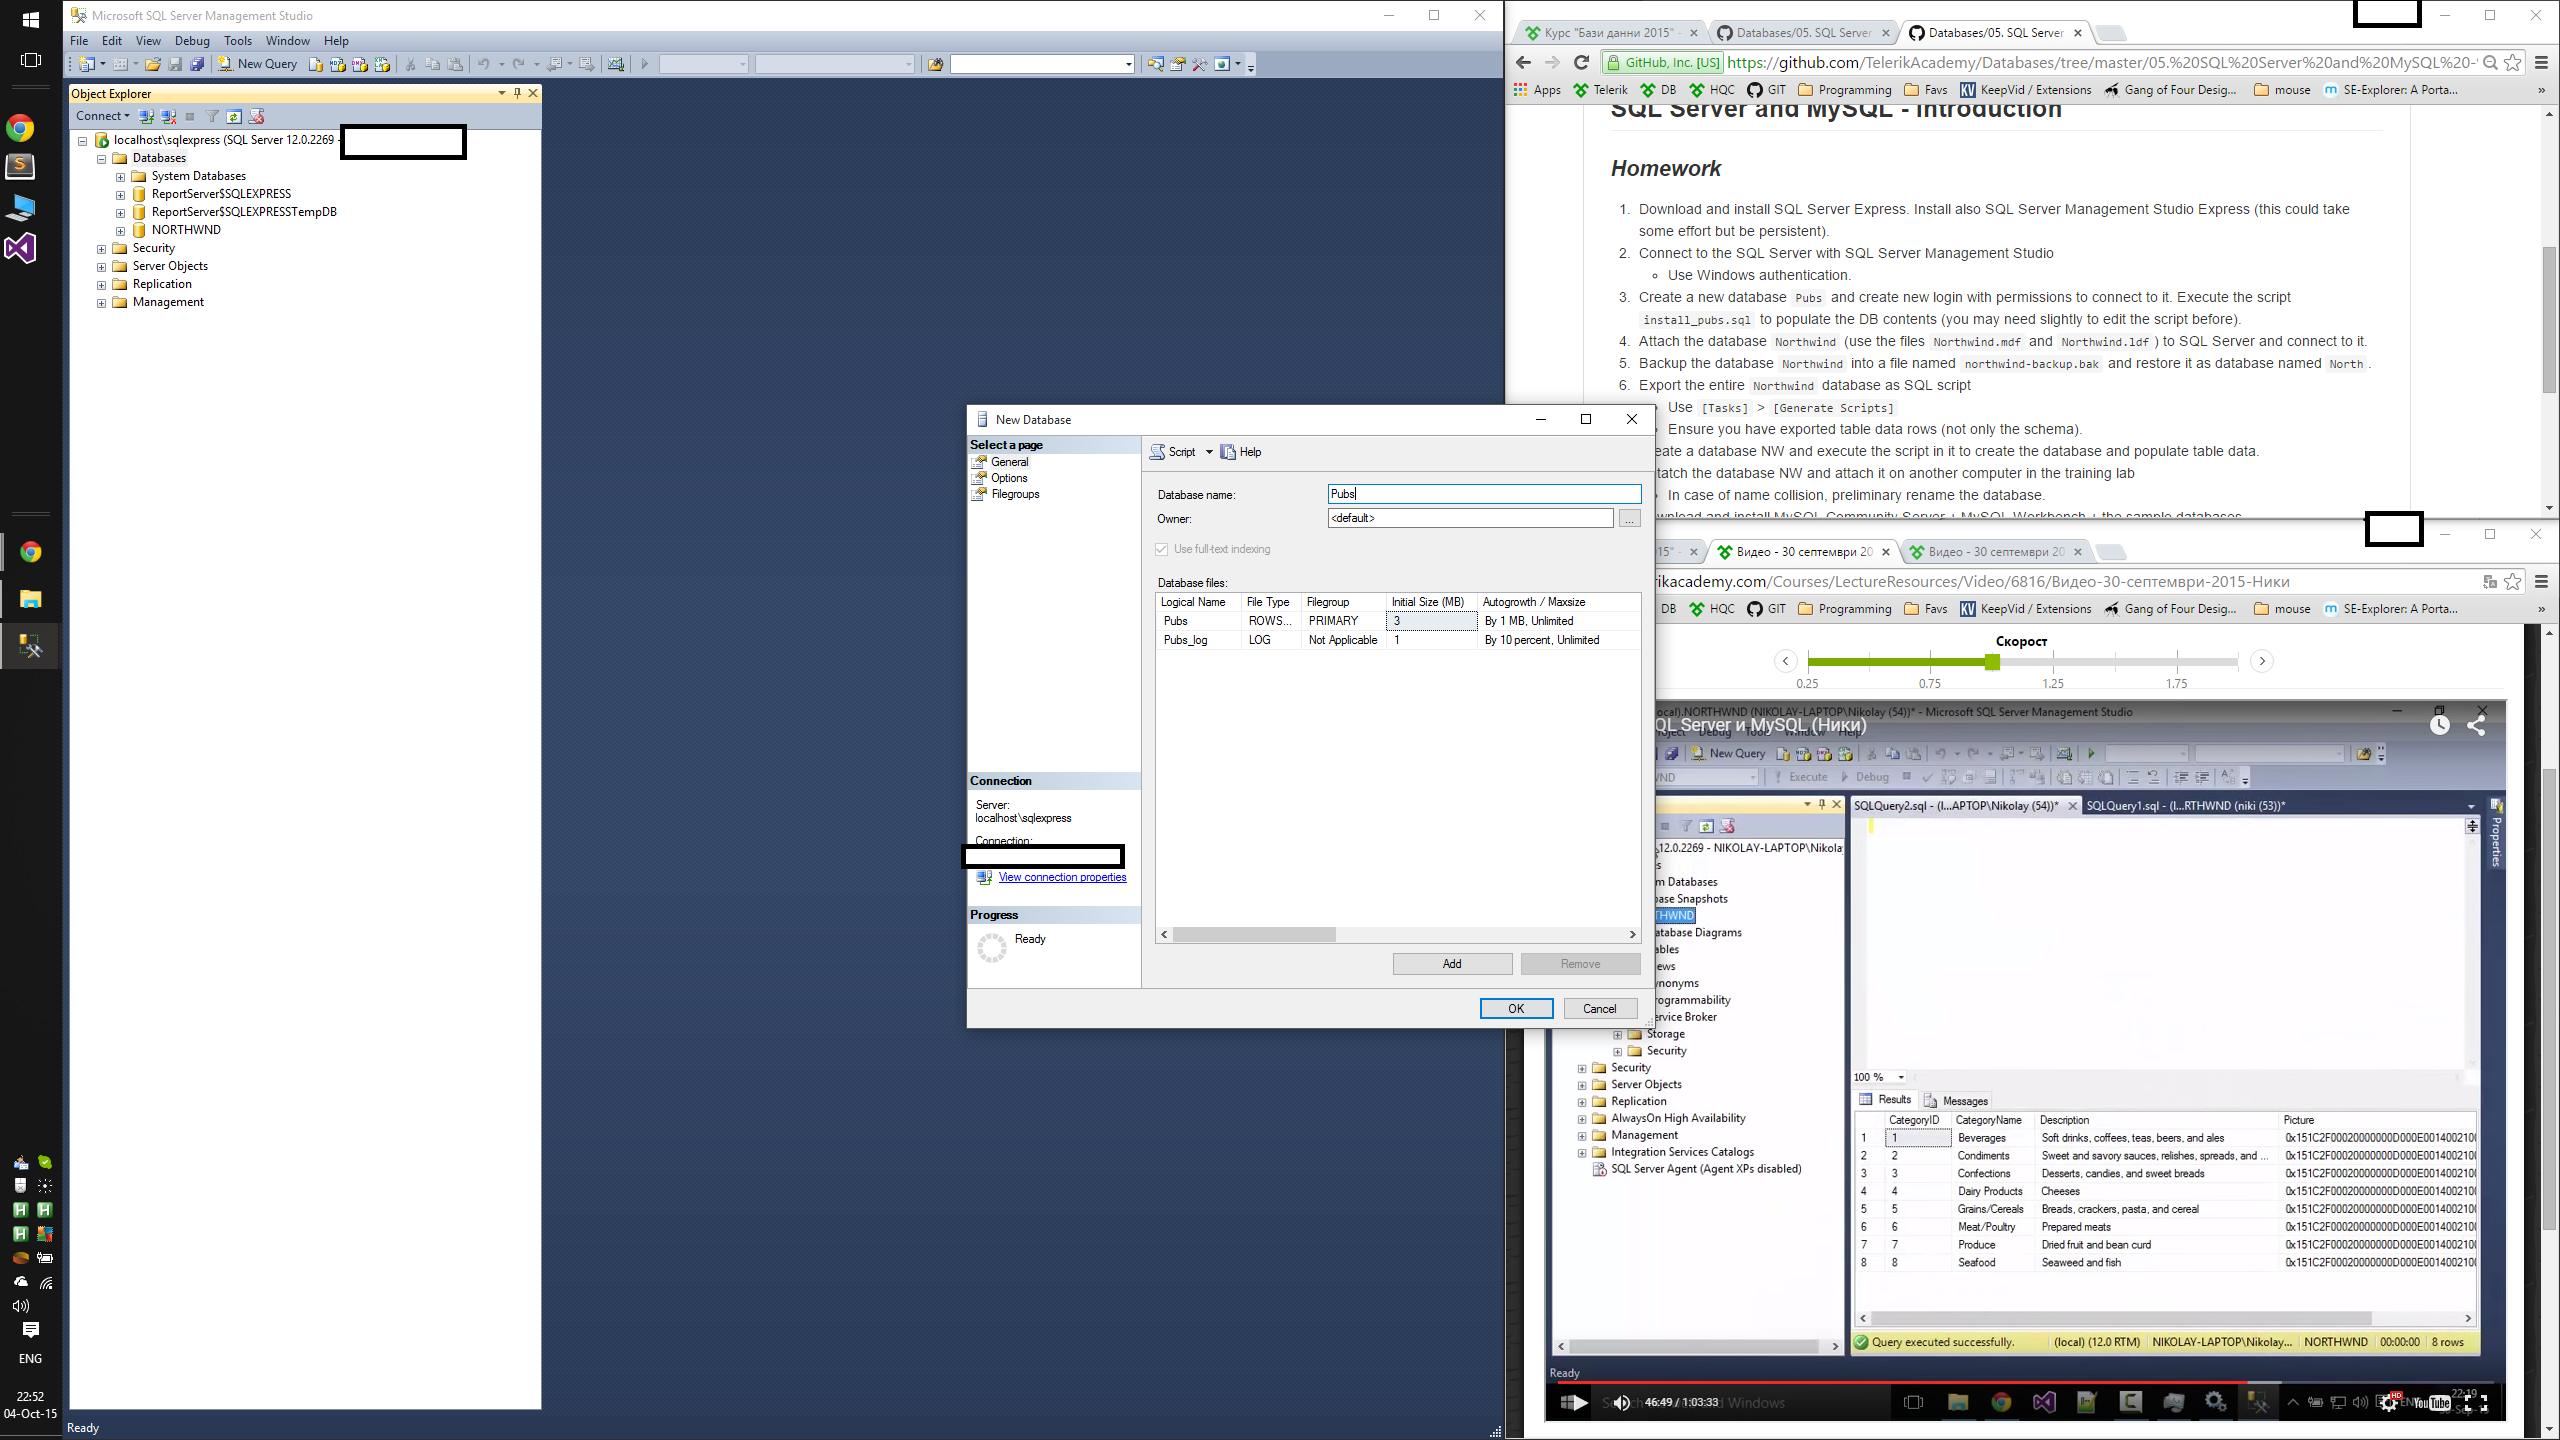 Microsoft SQL Server Management Studio
File Edit View Debug Tools Window Help
New Query
Object Explorer
Connect
localhost\sqlexpress (SQL Server 12.0.2269 -
Databases
System Databases
ReportServer$SQLEXPRESS
ReportServer$SQLEXPRESSTempDB
NORTHWND
Security
Server Objects
Replication
Management
ENG
22:52
04-Oct-15
Ready
New Database
Select a page
General
Options
Filegroups
Script Help
Database name: Pubs
Owner: <default> ...
Use full-text indexing
Database files:
Logical Name File Type Filegroup Initial Size (MB) Autogrowth / Maxsize
Pubs ROWS... PRIMARY 3 By 1 MB, Unlimited
Pubs_log LOG Not Applicable 1 By 10 percent, Unlimited
Connection
Server:
localhost\sqlexpress
Connection:
View connection properties
Progress
Ready
Add Remove
OK Cancel
Курс "Бази данни 2015" - Databases/05. SQL Server Databases/05. SQL Server
GitHub, Inc. [US] https://github.com/TelerikAcademy/Databases/tree/master/05.%20SQL%20Server%20and%20MySQL%20-
Apps Telerik DB HQC GIT Programming Favs KeepVid / Extensions Gang of Four Desig... mouse SE-Explorer: A Porta... »
SQL Server and MySQL - Introduction
Homework
1. Download and install SQL Server Express. Install also SQL Server Management Studio Express (this could take
some effort but be persistent).
2. Connect to the SQL Server with SQL Server Management Studio
Use Windows authentication.
3. Create a new database Pubs and create new login with permissions to connect to it. Execute the script
install_pubs.sql to populate the DB contents (you may need slightly to edit the script before).
4. Attach the database Northwind (use the files Northwind.mdf and Northwind.ldf) to SQL Server and connect to it.
5. Backup the database Northwind into a file named northwind-backup.bak and restore it as database named North.
6. Export the entire Northwind database as SQL script
Use [Tasks] > [Generate Scripts]
Ensure you have exported table data rows (not only the schema).
eate a database NW and execute the script in it to create the database and populate table data.
tatch the database NW and attach it on another computer in the training lab
In case of name collision, preliminary rename the database.
wnload and install MySQL Community Server + MySQL Workbench + the sample databases
15" - Видео - 30 септември 20 Видео - 30 септември 20
rikacademy.com/Courses/LectureResources/Video/6816/Видео-30-септември-2015-Ники
DB HQC GIT Programming Favs KeepVid / Extensions Gang of Four Desig... mouse SE-Explorer: A Porta... »
Скорост
0.25 0.75 1.25 1.75
ocal).NORTHWND (NIKOLAY-LAPTOP\Nikolay (54))* - Microsoft SQL Server Management Studio
QL Server и MySQL (Ники)
New Query
Execute Debug
SQLQuery2.sql - (l...APTOP\Nikolay (54))* SQLQuery1.sql - (l...RTHWND (niki (53))*
Properties
12.0.2269 - NIKOLAY-LAPTOP\Nikola
m Databases
base Snapshots
THWND
atabase Diagrams
ables
ews
ynonyms
rogrammability
ervice Broker
Storage
Security
Security
Server Objects
Replication
AlwaysOn High Availability
Management
Integration Services Catalogs
SQL Server Agent (Agent XPs disabled)
100 %
Results Messages
CategoryID CategoryName Description Picture
1 1 Beverages Soft drinks, coffees, teas, beers, and ales 0x151C2F00020000000D000E0014002100
2 2 Condiments Sweet and savory sauces, relishes, spreads, and ... 0x151C2F00020000000D000E0014002100
3 3 Confections Desserts, candies, and sweet breads 0x151C2F00020000000D000E0014002100
4 4 Dairy Products Cheeses 0x151C2F00020000000D000E0014002100
5 5 Grains/Cereals Breads, crackers, pasta, and cereal 0x151C2F00020000000D000E0014002100
6 6 Meat/Poultry Prepared meats 0x151C2F00020000000D000E0014002100
7 7 Produce Dried fruit and bean curd 0x151C2F00020000000D000E0014002100
8 8 Seafood Seaweed and fish 0x151C2F00020000000D000E0014002100
Query executed successfully. (local) (12.0 RTM) NIKOLAY-LAPTOP\Nikolay... NORTHWND 00:00:00 8 rows
Ready
46:49 / 1:03:33
HD
YouTube
22:19